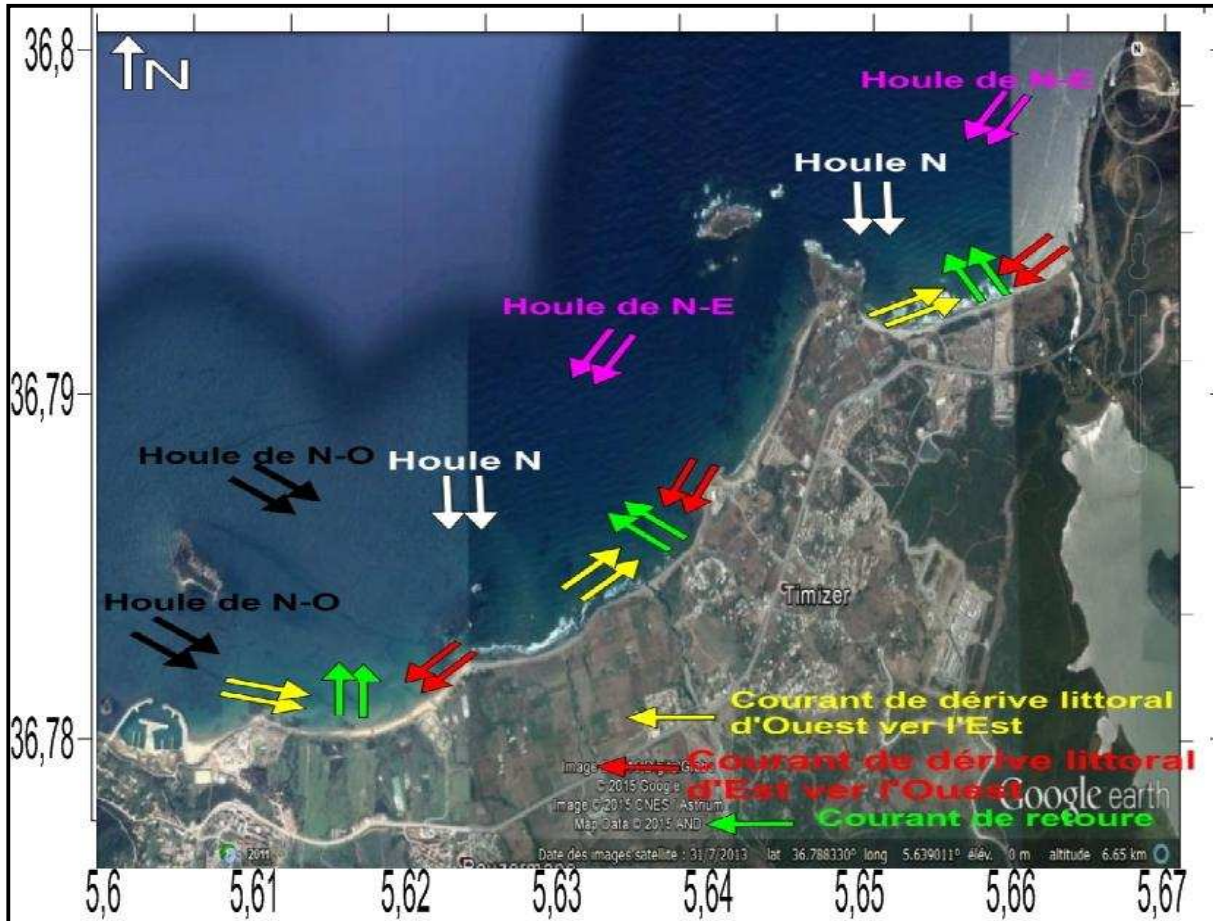 36,8
N
N
Houle de N-E
Houle N
Houle de N-E
36,79
Houle de N-O
Houle N
Houle de N-O
Timizer
36,78
Courant de dérive littoral
d'Ouest ver l'Est
Courant de dérive littoral
d'Est ver l'Ouest
Image
© 2015 Google
Image © 2015 CNES / Astrium
Map Data © 2015 AND
Courant de retoure
Google earth
2011
Date des images satellite : 31/7/2013 lat 36.788330° long 5.639011° élév. 0 m altitude 6.65 km
5,6 5,61 5,62 5,63 5,64 5,65 5,66 5,67